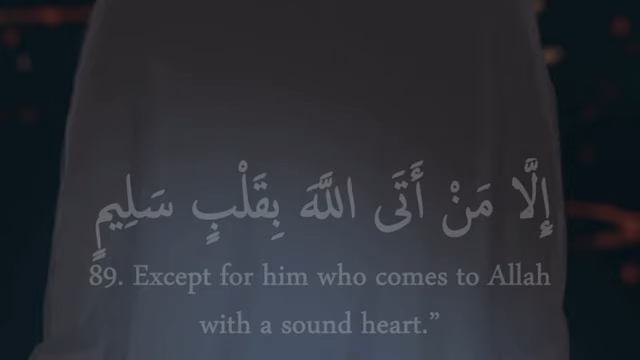 إِلَّا مَنْ أَتَى اللَّهَ بِقَلْبٍ سَلِيمٍ
89. Except for him who comes to Allah
with a sound heart.”